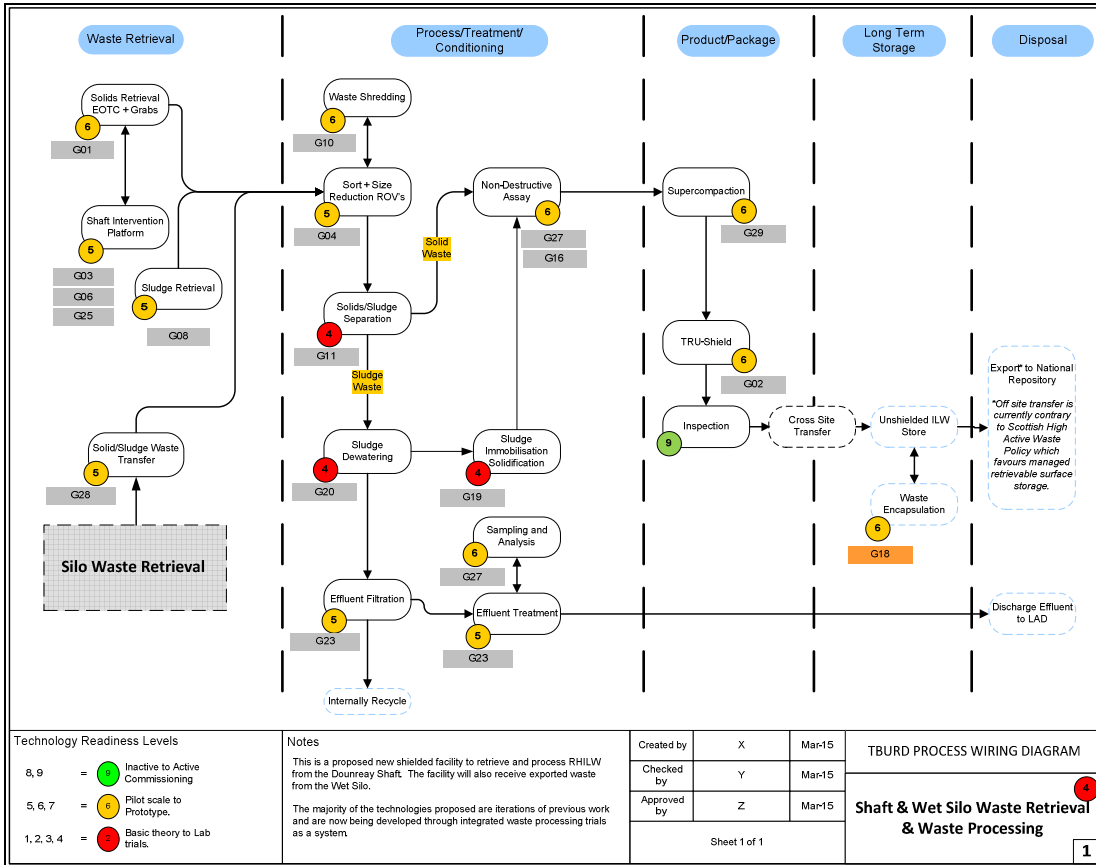 Waste Retrieval
Process/Treatment/
Conditioning
Product/Package
Long Term
Storage
Disposal
Solids Retrieval
EOTC + Grabs
6
G01
Shaft Intervention
Platform
5
G03
G06
G25
Sludge Retrieval
5
G08
Solid/Sludge Waste
Transfer
5
G28
Silo Waste Retrieval
Waste Shredding
6
G10
Sort + Size
Reduction ROV's
5
G04
Solids/Sludge
Separation
4
G11
Solid
Waste
Sludge
Waste
Sludge
Dewatering
4
G20
Effluent Filtration
5
G23
Internally Recycle
Non-Destructive
Assay
6
G27
G16
Sludge
Immobilisation
Solidification
4
G19
Sampling and
Analysis
6
G27
Effluent Treatment
5
G23
Supercompaction
6
G29
TRU-Shield
6
G02
Inspection
9
Cross Site
Transfer
Unshielded ILW
Store
Waste
Encapsulation
6
G18
Export* to National
Repository
*Off site transfer is
currently contrary
to Scottish High
Active Waste
Policy which
favours managed
retrievable surface
storage.
Discharge Effluent
to LAD
Technology Readiness Levels
8, 9 = 9 Inactive to Active
Commissioning
5, 6, 7 = 6 Pilot scale to
Prototype.
1, 2, 3, 4 = 2 Basic theory to Lab
trials.
Notes
This is a proposed new shielded facility to retrieve and process RHILW
from the Dounreay Shaft. The facility will also receive exported waste
from the Wet Silo.
The majority of the technologies proposed are iterations of previous work
and are now being developed through integrated waste processing trials
as a system.
Created by X Mar-15
Checked
by Y Mar-15
Approved
by Z Mar-15
Sheet 1 of 1
TBURD PROCESS WIRING DIAGRAM
4
Shaft & Wet Silo Waste Retrieval
& Waste Processing
1